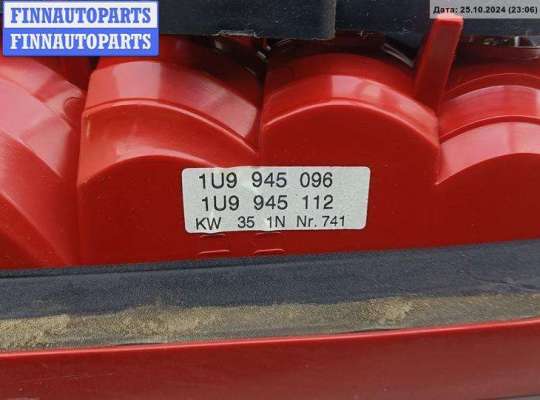 FINNAUTOPARTS
FINNAUTOPARTS
Дата: 25.10.2024 (23:06)
1U9 945 096
1U9 945 112
KW 35 1N Nr. 741